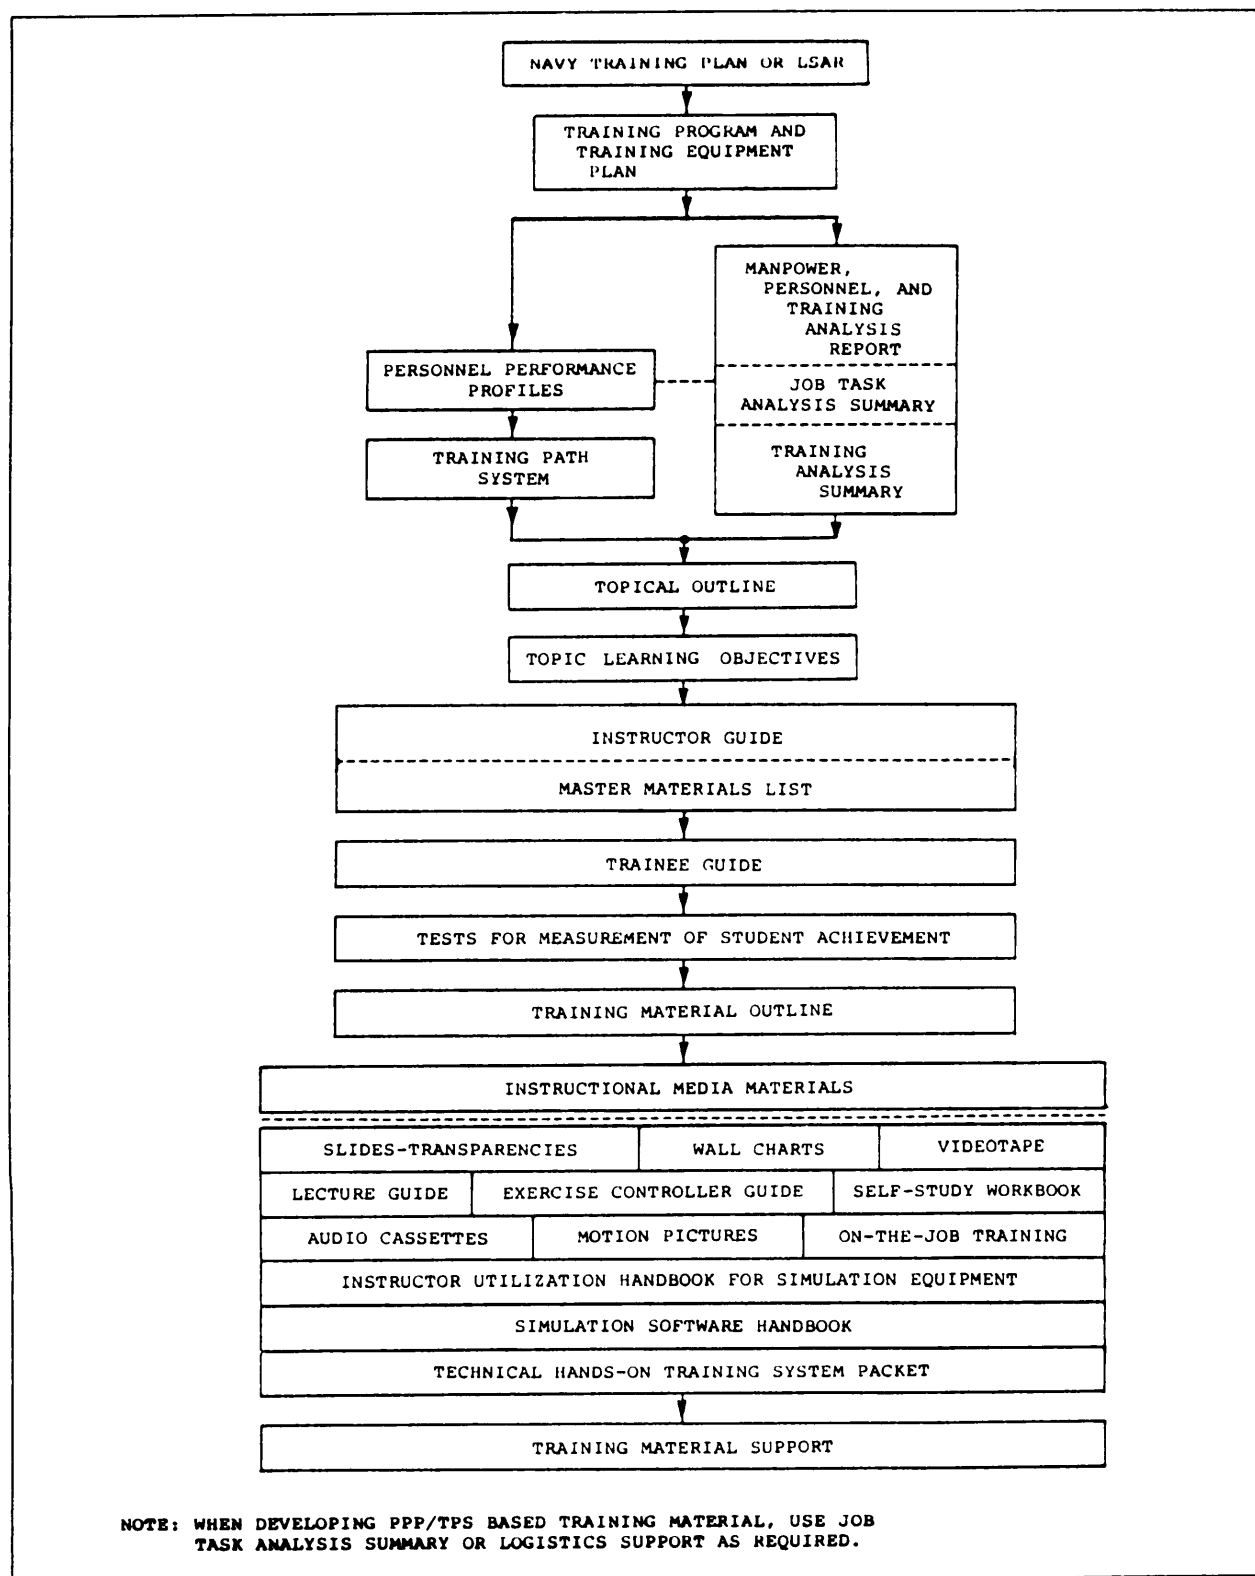 NAVY TRAINING PLAN OR LSAR
TRAINING PROGRAM AND
TRAINING EQUIPMENT
PLAN
MANPOWER,
PERSONNEL, AND
TRAINING
ANALYSIS
REPORT
PERSONNEL PERFORMANCE
PROFILES
JOB TASK
ANALYSIS SUMMARY
TRAINING PATH
SYSTEM
TRAINING
ANALYSIS
SUMMARY
TOPICAL OUTLINE
TOPIC LEARNING OBJECTIVES
INSTRUCTOR GUIDE
MASTER MATERIALS LIST
TRAINEE GUIDE
TESTS FOR MEASUREMENT OF STUDENT ACHIEVEMENT
TRAINING MATERIAL OUTLINE
INSTRUCTIONAL MEDIA MATERIALS
SLIDES-TRANSPARENCIES
WALL CHARTS
VIDEOTAPE
LECTURE GUIDE
EXERCISE CONTROLLER GUIDE
SELF-STUDY WORKBOOK
AUDIO CASSETTES
MOTION PICTURES
ON-THE-JOB TRAINING
INSTRUCTOR UTILIZATION HANDBOOK FOR SIMULATION EQUIPMENT
SIMULATION SOFTWARE HANDBOOK
TECHNICAL HANDS-ON TRAINING SYSTEM PACKET
TRAINING MATERIAL SUPPORT
NOTE: WHEN DEVELOPING PPP/TPS BASED TRAINING MATERIAL, USE JOB
TASK ANALYSIS SUMMARY OR LOGISTICS SUPPORT AS REQUIRED.